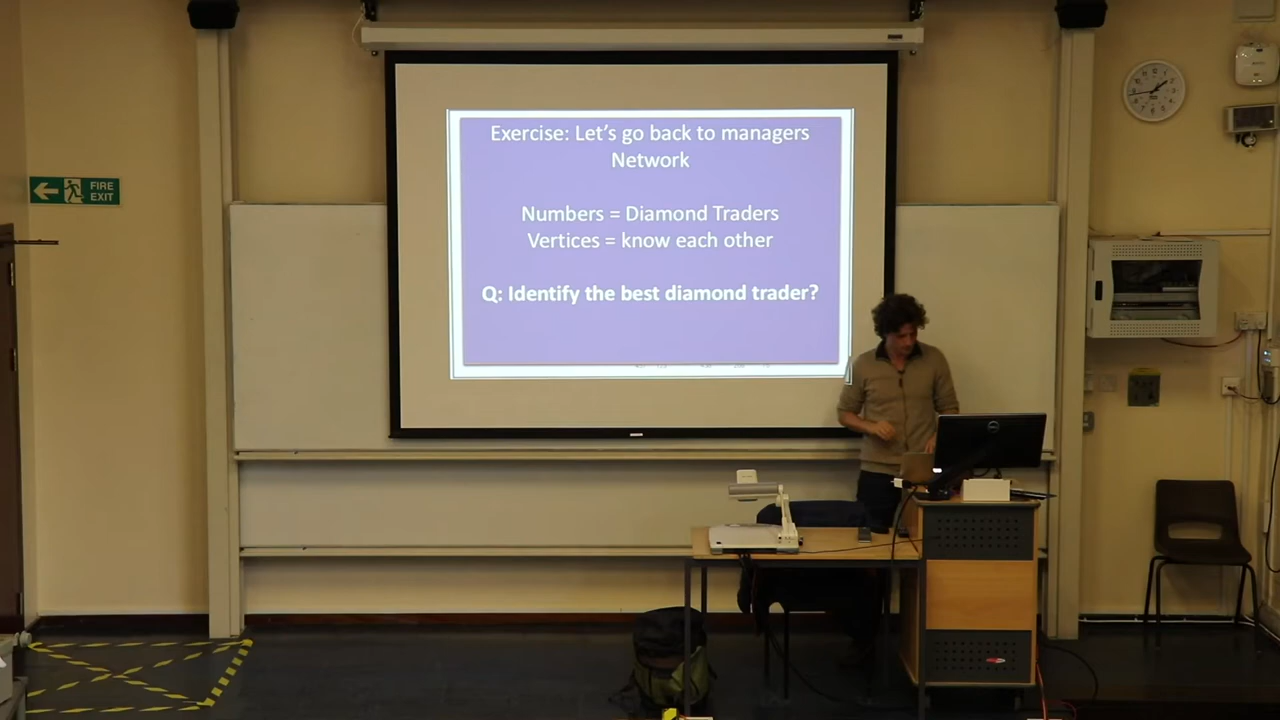 Exercise: Let's go back to managers
Network
Numbers = Diamond Traders
Vertices = know each other
Q: Identify the best diamond trader?
FIRE
EXIT
DELL